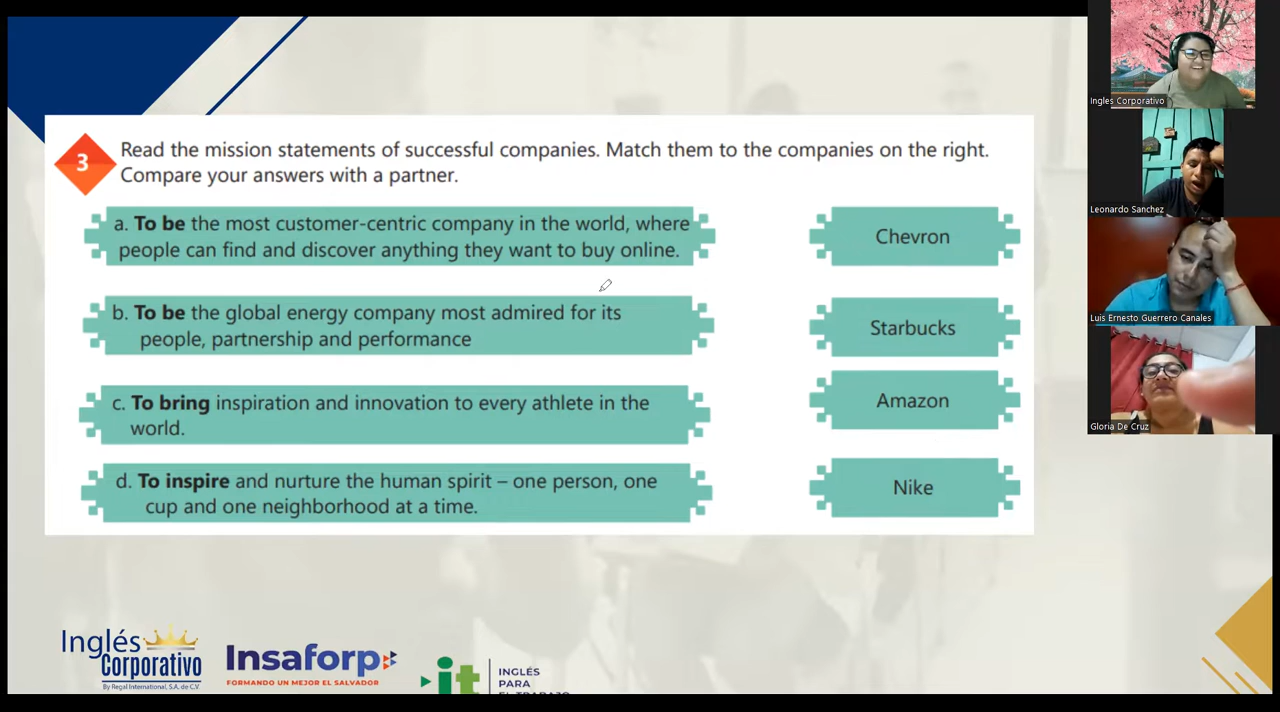 3
Read the mission statements of successful companies. Match them to the companies on the right.
Compare your answers with a partner.
a. To be the most customer-centric company in the world, where
people can find and discover anything they want to buy online.
Chevron
b. To be the global energy company most admired for its
people, partnership and performance
Starbucks
c. To bring inspiration and innovation to every athlete in the
world.
Amazon
d. To inspire and nurture the human spirit – one person, one
cup and one neighborhood at a time.
Nike
Ingles Corporativo
Leonardo Sanchez
Luis Ernesto Guerrero Canales
Gloria De Cruz
Inglés
Corporativo
By Regal International, S.A. de C.V.
Insaforp
FORMANDO UN MEJOR EL SALVADOR
it
INGLÉS
PARA
EL TRABAJO